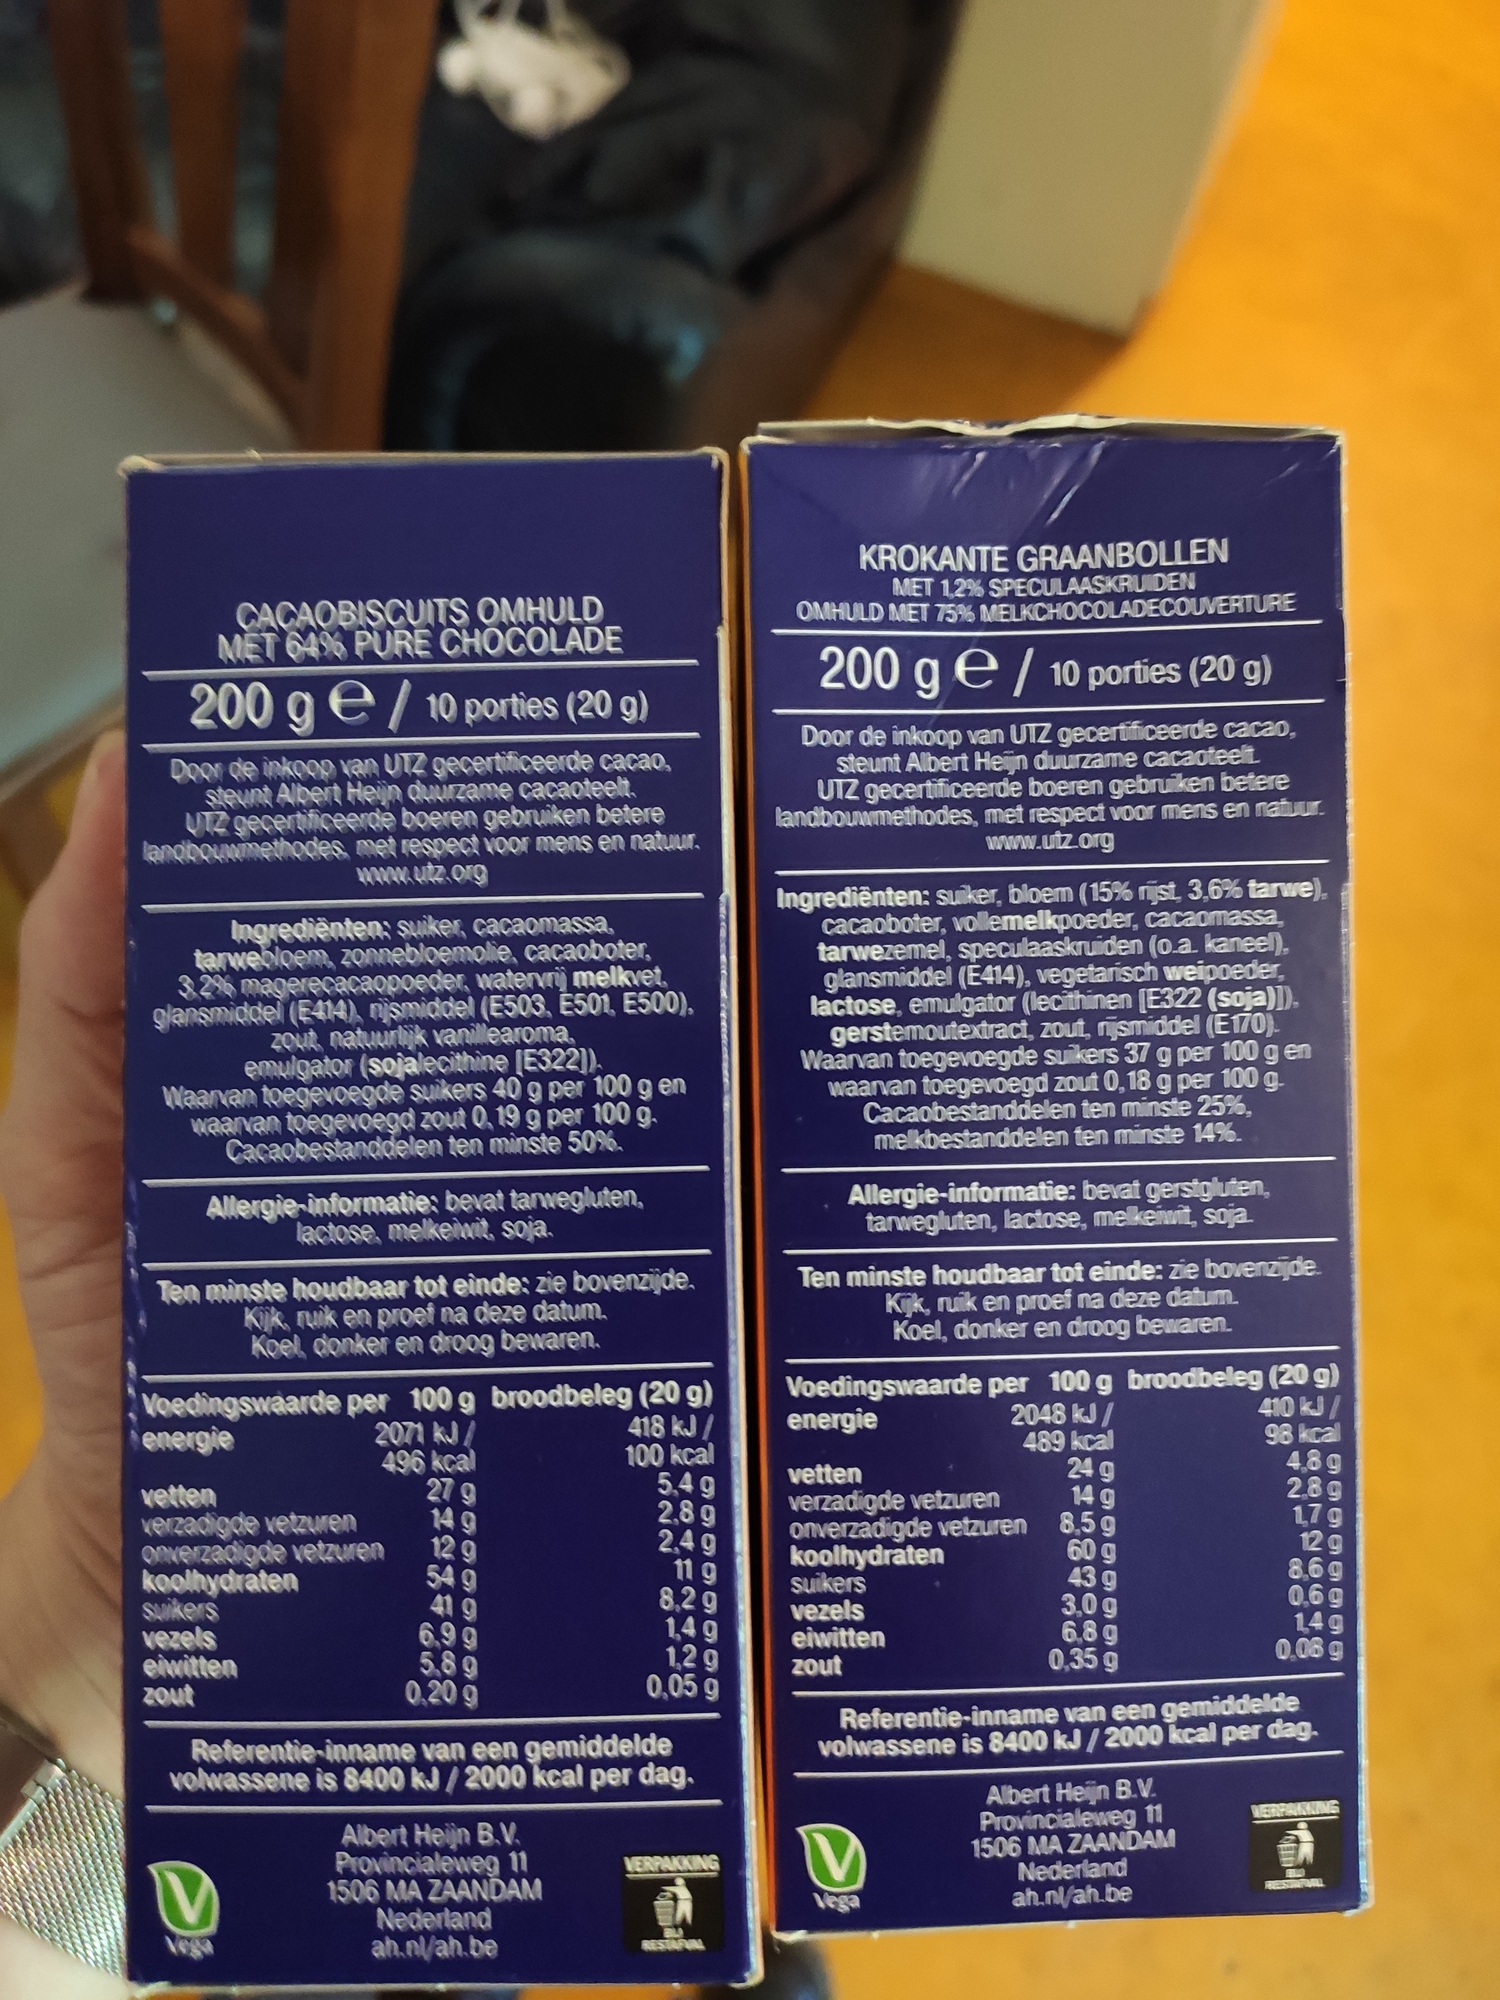 CACAOBISCUITS OMHULD
MET 64% PURE CHOCOLADE
200 g e / 10 porties (20 g)
Door de inkoop van UTZ gecertificeerde cacao,
steunt Albert Heijn duurzame cacaoteelt.
UTZ gecertificeerde boeren gebruiken betere
landbouwmethodes, met respect voor mens en natuur.
www.utz.org
Ingrediënten: suiker, cacaomassa,
tarwebloem, zonnebloemolie, cacaoboter,
3,2% magerecacaopoeder, watervrij melkvet,
glansmiddel (E414), rijsmiddel (E503, E501, E500),
zout, natuurlijk vanillearoma,
emulgator (sojalecithine [E322]).
Waarvan toegevoegde suikers 40 g per 100 g en
waarvan toegevoegd zout 0,19 g per 100 g.
Cacaobestanddelen ten minste 50%.
Allergie-informatie: bevat tarwegluten,
lactose, melkeiwit, soja.
Ten minste houdbaar tot einde: zie bovenzijde.
Kijk, ruik en proef na deze datum.
Koel, donker en droog bewaren.
Voedingswaarde per 100 g broodbeleg (20 g)
energie 2071 kJ / 418 kJ /
496 kcal 100 kcal
vetten 27 g 5,4 g
verzadigde vetzuren 14 g 2,8 g
onverzadigde vetzuren 12 g 2,4 g
koolhydraten 54 g 11 g
suikers 41 g 8,2 g
vezels 6,9 g 1,4 g
eiwitten 5,8 g 1,2 g
zout 0,20 g 0,05 g
Referentie-inname van een gemiddelde
volwassene is 8400 kJ / 2000 kcal per dag.
Albert Heijn B.V.
Provincialeweg 11
1506 MA ZAANDAM
Nederland
ah.nl/ah.be
V
Vega
VERPAKKING
BIJ
RESTAFVAL
KROKANTE GRAANBOLLEN
MET 1,2% SPECULAASKRUIDEN
OMHULD MET 75% MELKCHOCOLADECOUVERTURE
200 g e / 10 porties (20 g)
Door de inkoop van UTZ gecertificeerde cacao,
steunt Albert Heijn duurzame cacaoteelt.
UTZ gecertificeerde boeren gebruiken betere
landbouwmethodes, met respect voor mens en natuur.
www.utz.org
Ingrediënten: suiker, bloem (15% rijst, 3,6% tarwe),
cacaoboter, vollemelkpoeder, cacaomassa,
tarwezemel, speculaaskruiden (o.a. kaneel),
glansmiddel (E414), vegetarisch weipoeder,
lactose, emulgator (lecithinen [E322 (soja)]),
gerstemoutextract, zout, rijsmiddel (E170).
Waarvan toegevoegde suikers 37 g per 100 g en
waarvan toegevoegd zout 0,18 g per 100 g.
Cacaobestanddelen ten minste 25%,
melkbestanddelen ten minste 14%.
Allergie-informatie: bevat gerstgluten,
tarwegluten, lactose, melkeiwit, soja.
Ten minste houdbaar tot einde: zie bovenzijde.
Kijk, ruik en proef na deze datum.
Koel, donker en droog bewaren.
Voedingswaarde per 100 g broodbeleg (20 g)
energie 2048 kJ / 410 kJ /
489 kcal 98 kcal
vetten 24 g 4,8 g
verzadigde vetzuren 14 g 2,8 g
onverzadigde vetzuren 8,5 g 1,7 g
koolhydraten 60 g 12 g
suikers 43 g 8,6 g
vezels 3,0 g 0,6 g
eiwitten 6,8 g 1,4 g
zout 0,35 g 0,08 g
Referentie-inname van een gemiddelde
volwassene is 8400 kJ / 2000 kcal per dag.
Albert Heijn B.V.
Provincialeweg 11
1506 MA ZAANDAM
Nederland
ah.nl/ah.be
V
Vega
VERPAKKING
BIJ
RESTAFVAL